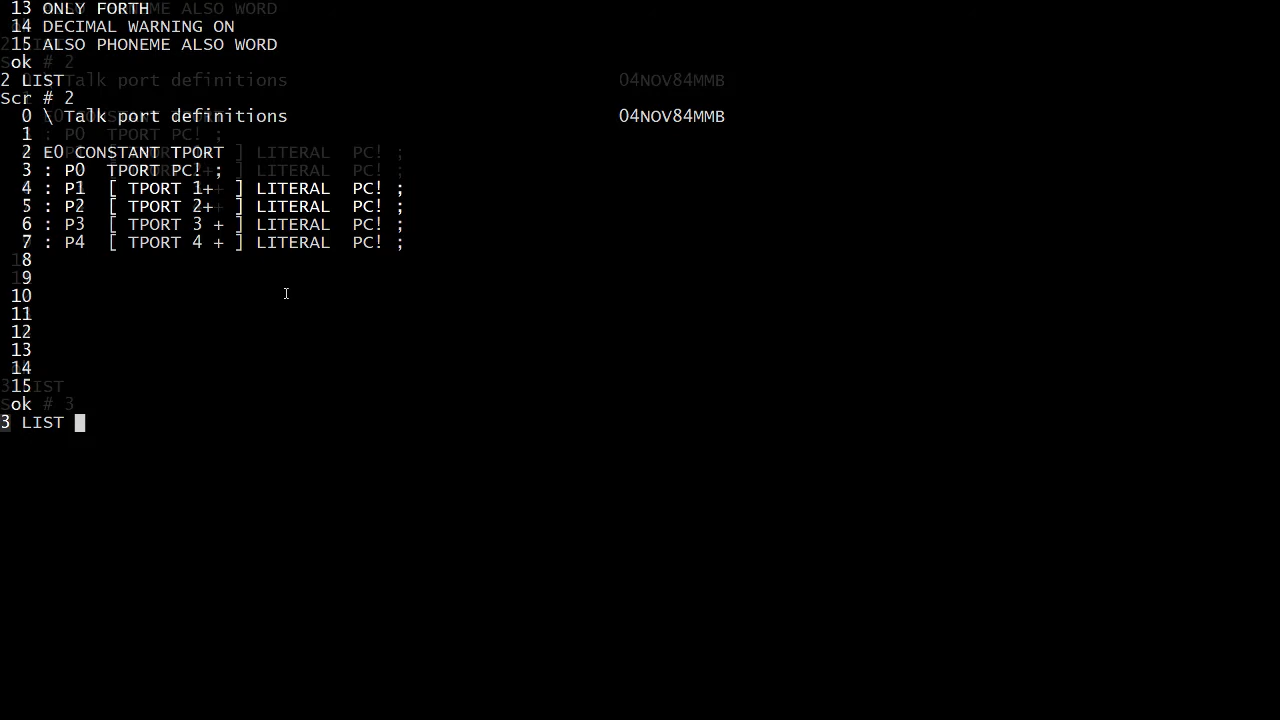 13 ONLY FORTH
14 DECIMAL WARNING ON
15 ALSO PHONEME ALSO WORD
ok
2 LIST
Scr # 2
0 \ Talk port definitions 04NOV84MMB
1
2 E0 CONSTANT TPORT
3 : P0  TPORT PC! ;
4 : P1  [ TPORT 1+  ] LITERAL  PC! ;
5 : P2  [ TPORT 2+  ] LITERAL  PC! ;
6 : P3  [ TPORT 3 + ] LITERAL  PC! ;
7 : P4  [ TPORT 4 + ] LITERAL  PC! ;
8
9
10
11
12
13
14
15
ok
3 LIST